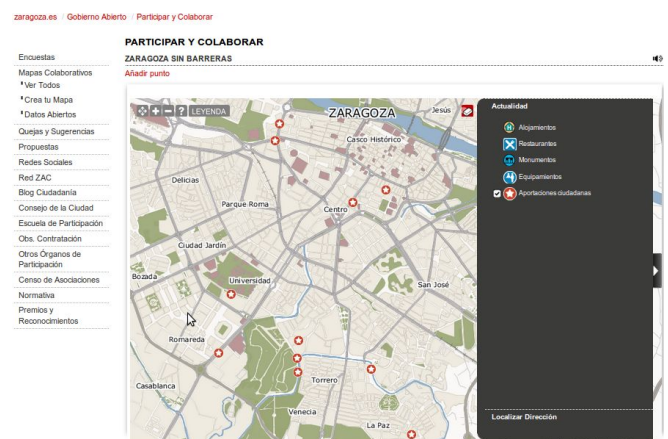 zaragoza.es / Gobierno Abierto / Participar y Colaborar
PARTICIPAR Y COLABORAR
ZARAGOZA SIN BARRERAS
Añadir punto
Encuestas
Mapas Colaborativos
Ver Todos
Crea tu Mapa
Datos Abiertos
Quejas y Sugerencias
Propuestas
Redes Sociales
Red ZAC
Blog Ciudadanía
Consejo de la Ciudad
Escuela de Participación
Obs. Contratación
Otros Órganos de
Participación
Censo de Asociaciones
Normativa
Premios y
Reconocimientos
? LEYENDA
ZARAGOZA
Jesús
Casco Histórico
Delicias
Parque Roma
Centro
Ciudad Jardín
Bozada
Universidad
San José
Romareda
Casablanca
Torrero
Venecia
La Paz
Actualidad
H Alojamientos
Restaurantes
Monumentos
Equipamientos
Aportaciones ciudadanas
Localizar Dirección